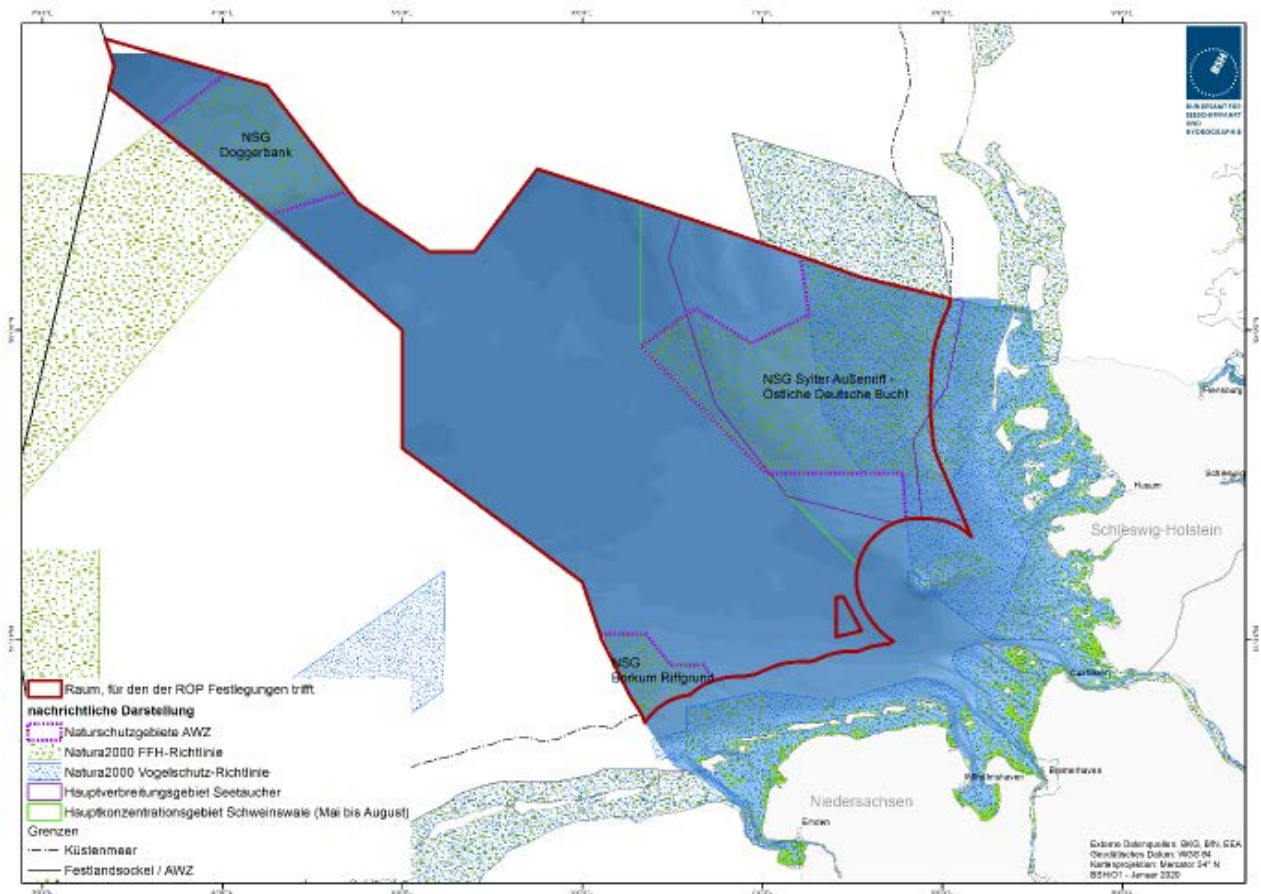 BSH
BUNDESAMT FÜR
SEESCHIFFFAHRT
UND
HYDROGRAPHIE
NSG
Doggerbank
NSG Sylter Außenriff -
Östliche Deutsche Bucht
Flensburg
Schleswig
Husum
Schleswig-Holstein
NSG
Borkum Riffgrund
Cuxhaven
Wilhelmshaven
Bremerhaven
Niedersachsen
Emden
Raum, für den der ROP Festlegungen trifft
nachrichtliche Darstellung
Naturschutzgebiete AWZ
Natura2000 FFH-Richtlinie
Natura2000 Vogelschutz-Richtlinie
Hauptverbreitungsgebiet Seetaucher
Hauptkonzentrationsgebiet Schweinswale (Mai bis August)
Grenzen
Küstenmeer
Festlandsockel / AWZ
Externe Datenquellen: BKG, BfN, EEA
Geodätisches Datum: WGS 84
Kartenprojektion: Mercator 54° N
BSH/O1 - Januar 2020